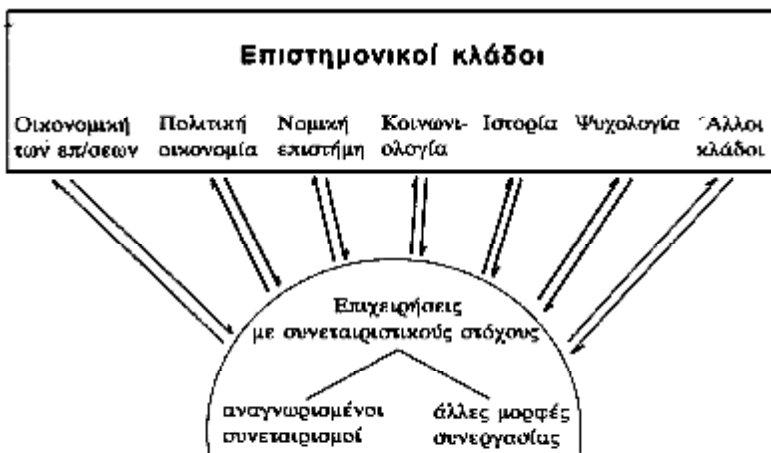 Επιστημονικοί κλάδοι
Οικονομική Πολιτική Νομική Κοινωνι- Ιστορία Ψυχολογία Άλλοι
των επ/σεων οικονομία επιστήμη ολογία κλάδοι
Επιχειρήσεις
με συνεταιριστικούς στόχους
αναγνωρισμένοι άλλες μορφές
συνεταιρισμοί συνεργασίας